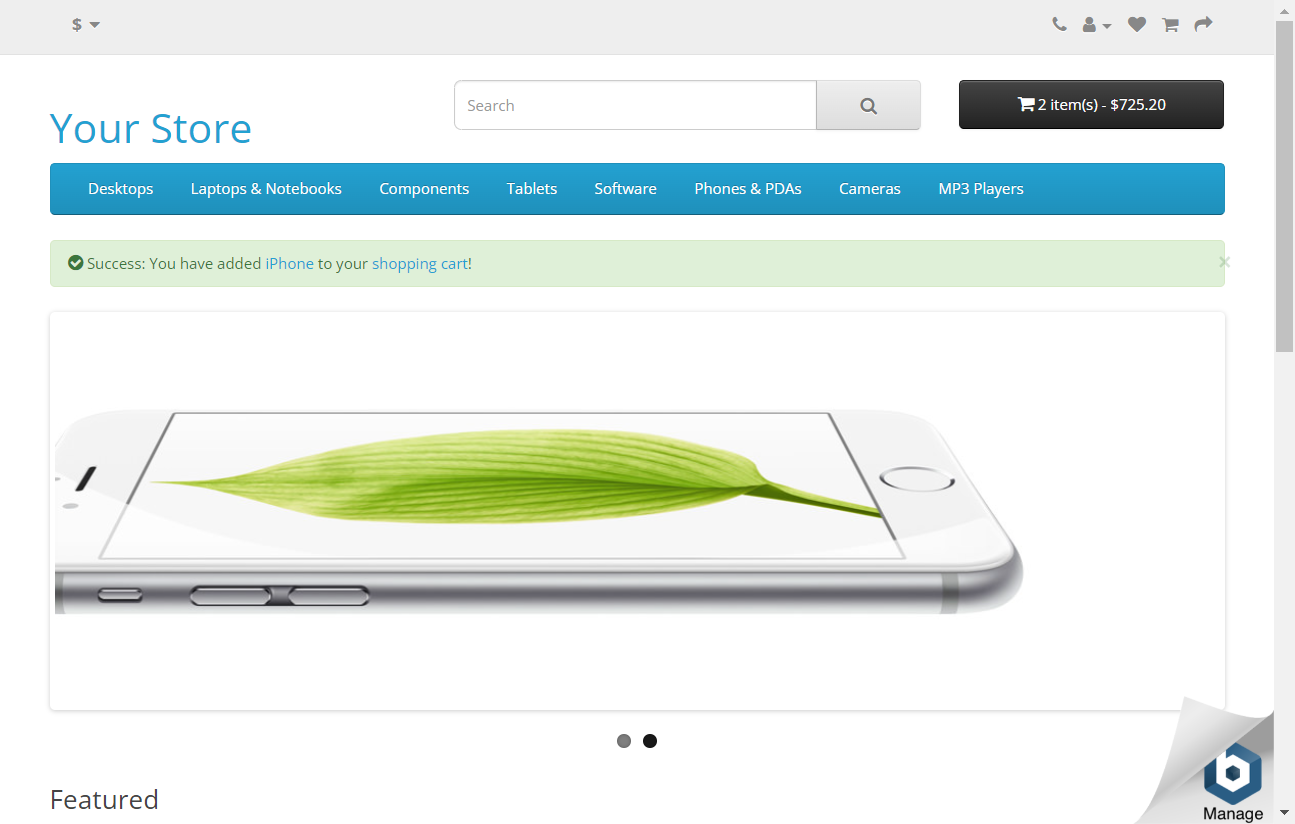 $
Search
2 item(s) - $725.20
Your Store
Desktops
Laptops & Notebooks
Components
Tablets
Software
Phones & PDAs
Cameras
MP3 Players
Success: You have added iPhone to your shopping cart!
×
Featured
Manage